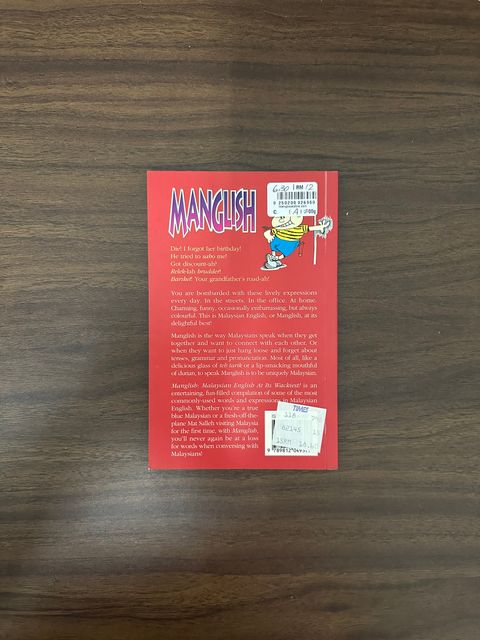 MANGLISH
6.30 RM 12
Die! I forgot her birthday!
He tried to sabo me!
Got discount-ah?
Relek-lah brudder!
Barsket! Your grandfather's road-ah?
You are bombarded with these lively expressions
every day. In the streets. In the office. At home.
Charming, funny, occasionally embarrassing, but always
colourful. This is Malaysian English, or Manglish, at its
delightful best!
Manglish is the way Malaysians speak when they get
together and want to connect with each other. Or
when they want to just hang loose and forget about
tenses, grammar and pronunciation. Most of all, like a
delicious glass of teh tarik or a lip-smacking mouthful
of durian, to speak Manglish is to be uniquely Malaysian.
Manglish: Malaysian English At Its Wackiest! is an
entertaining, fun-filled compilation of some of the most
commonly-used words and expressions in Malaysian
English. Whether you're a true
blue Malaysian or a fresh-off-the-
plane Mat Salleh visiting Malaysia
for the first time, with Manglish,
you'll never again be at a loss
for words when conversing with
Malaysians!
TIMES
02145